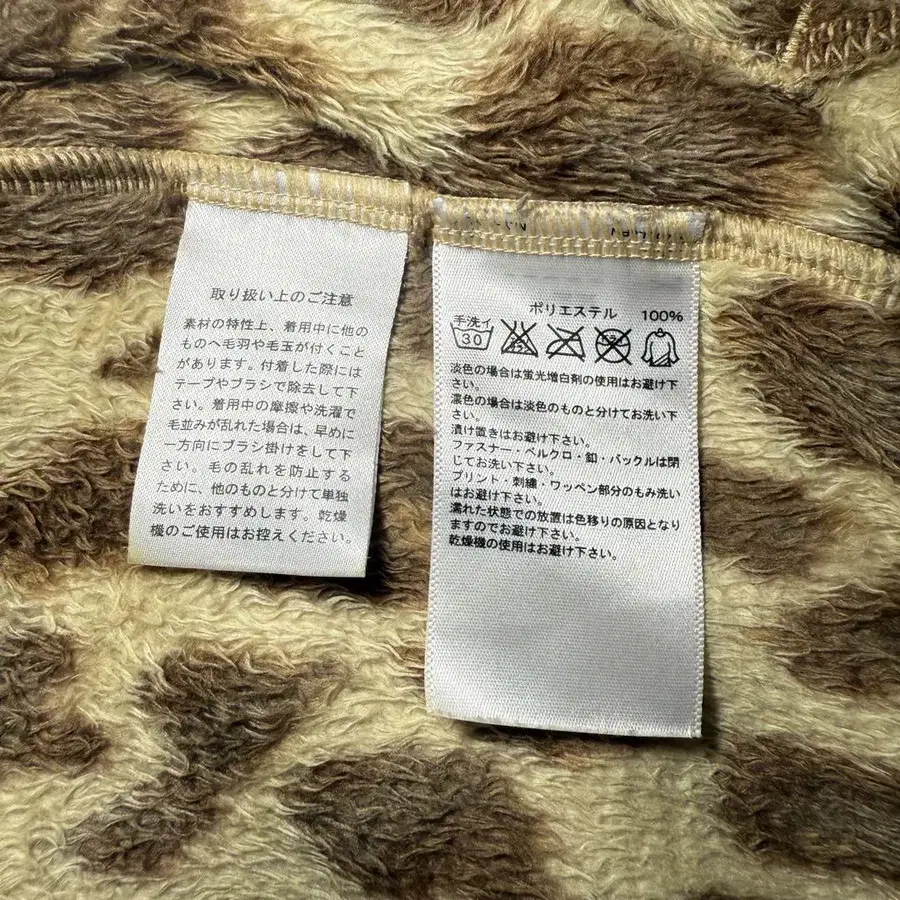 取り扱い上のご注意
素材の特性上、着用中に他の
ものへ毛羽や毛玉が付くこと
があります。付着した際には
テープやブラシで除去して下
さい。着用中の摩擦や洗濯で
毛並みが乱れた場合は、早めに
一方向にブラシ掛けをして下
さい。毛の乱れを防止する
ために、他のものと分けて単独
洗いをおすすめします。乾燥
機のご使用はお控えください。
ポリエステル 100%
手洗イ
30
淡色の場合は蛍光増白剤の使用はお避け下
さい。
濃色の場合は淡色のものと分けてお洗い下
さい。
漬け置きはお避け下さい。
ファスナー・ベルクロ・釦・バックルは閉
じてお洗い下さい。
プリント・刺繍・ワッペン部分のもみ洗い
はお避け下さい。
濡れた状態での放置は色移りの原因となり
ますのでお避け下さい。
乾燥機の使用はお避け下さい。